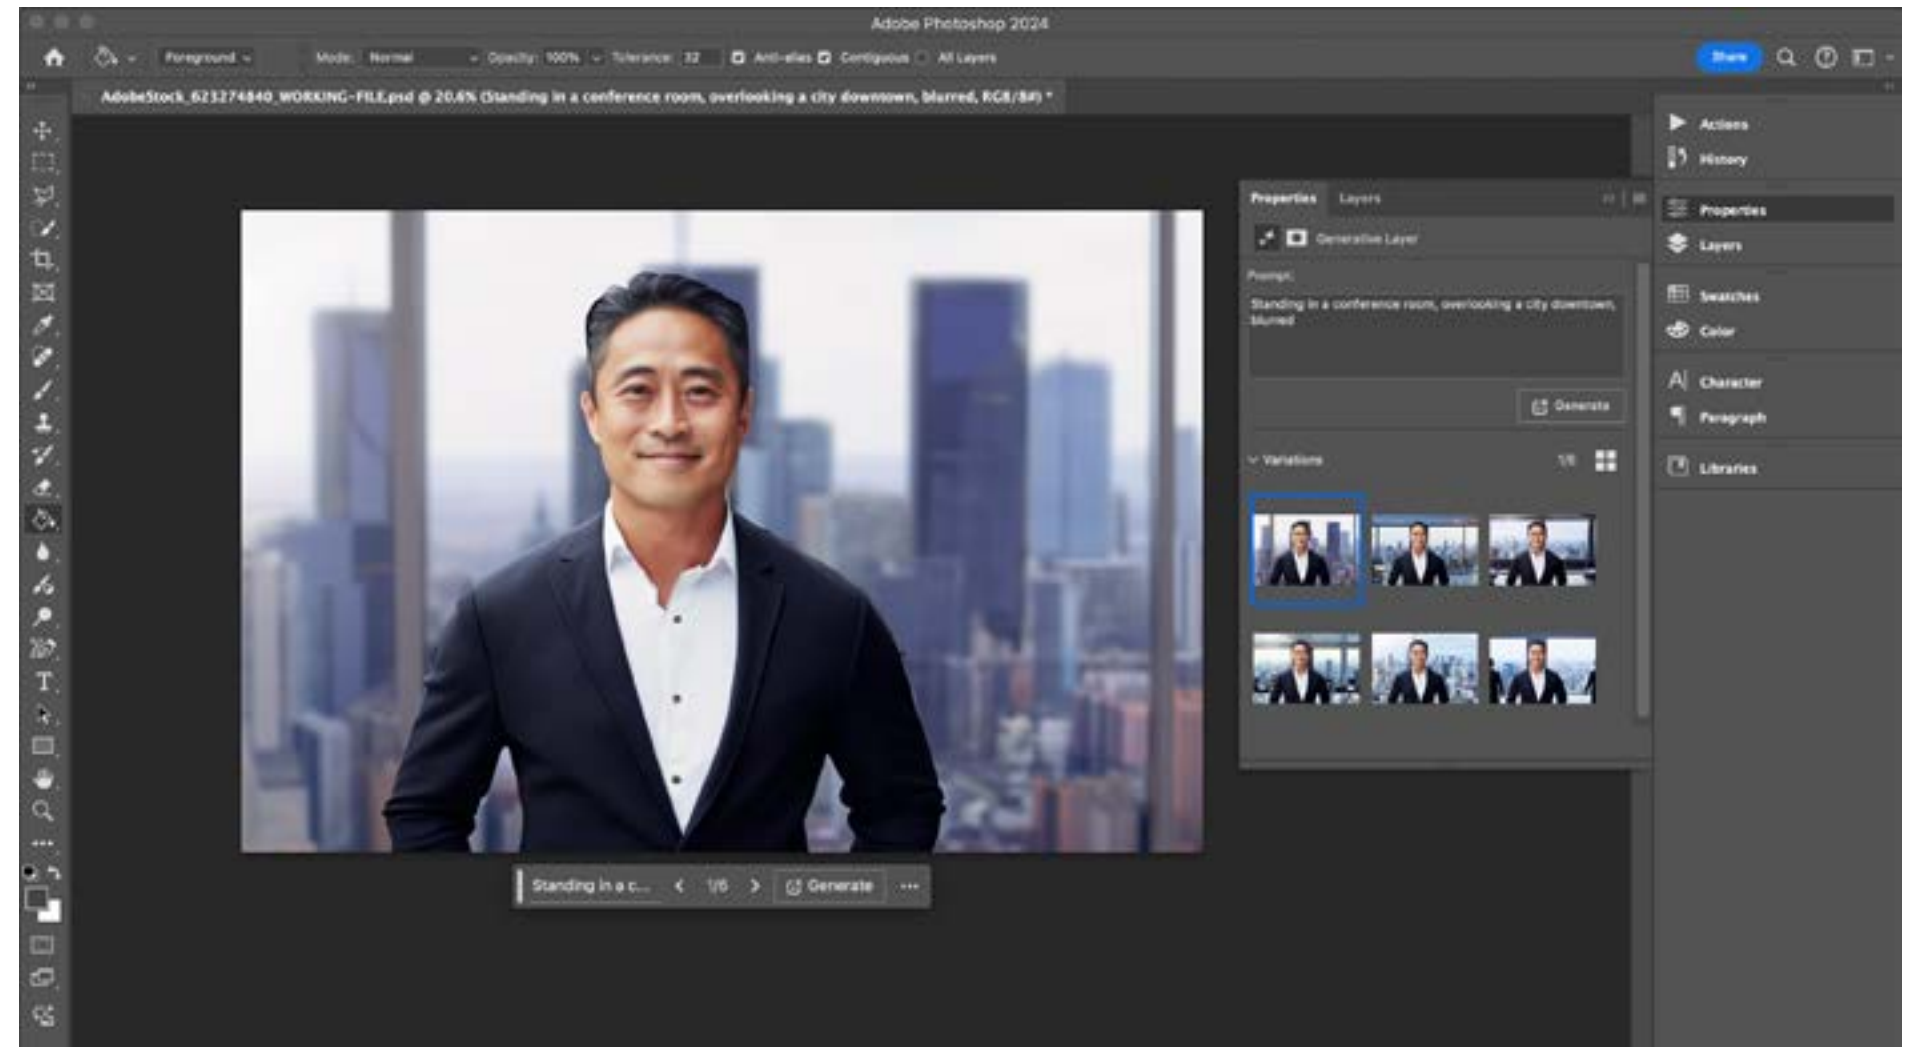 Adobe Photoshop 2024
Foreground Mode: Normal Opacity: 100% Tolerance: 32 Anti-alias Contiguous All Layers Share
AdobeStock_623274840_WORKING-FILE.psd @ 20.6% (Standing in a conference room, overlooking a city downtown, blurred, RGB/8#) *
Actions
History
Properties
Layers
Swatches
Color
Character
Paragraph
Libraries
Properties Layers
Generative Layer
Prompt:
Standing in a conference room, overlooking a city downtown,
blurred
Generate
Variations 1/6
Standing in a c... 1/6 Generate